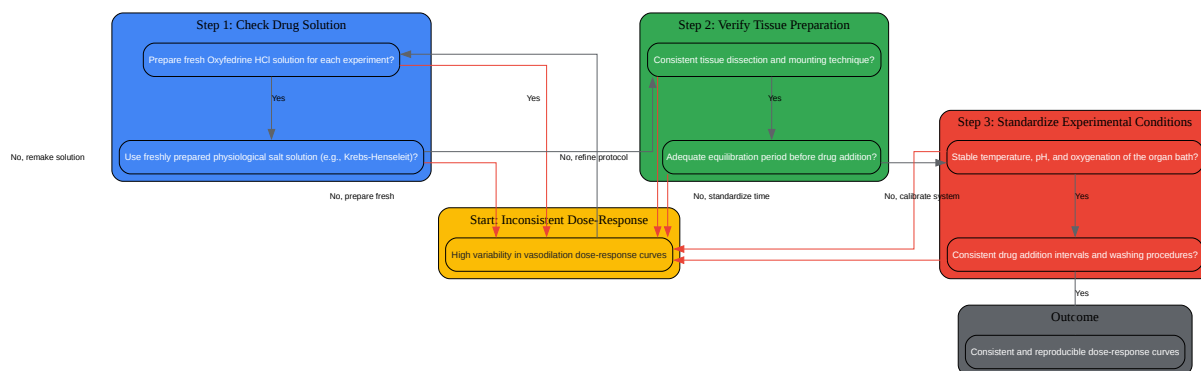 Step 1: Check Drug Solution
Prepare fresh Oxyfedrine HCl solution for each experiment?
Yes
Use freshly prepared physiological salt solution (e.g., Krebs-Henseleit)?
No, remake solution
No, prepare fresh
Yes
Step 2: Verify Tissue Preparation
Consistent tissue dissection and mounting technique?
Yes
Adequate equilibration period before drug addition?
No, refine protocol
No, standardize time
Step 3: Standardize Experimental Conditions
Stable temperature, pH, and oxygenation of the organ bath?
Yes
Consistent drug addition intervals and washing procedures?
No, calibrate system
Start: Inconsistent Dose-Response
High variability in vasodilation dose-response curves
Yes
Outcome
Consistent and reproducible dose-response curves